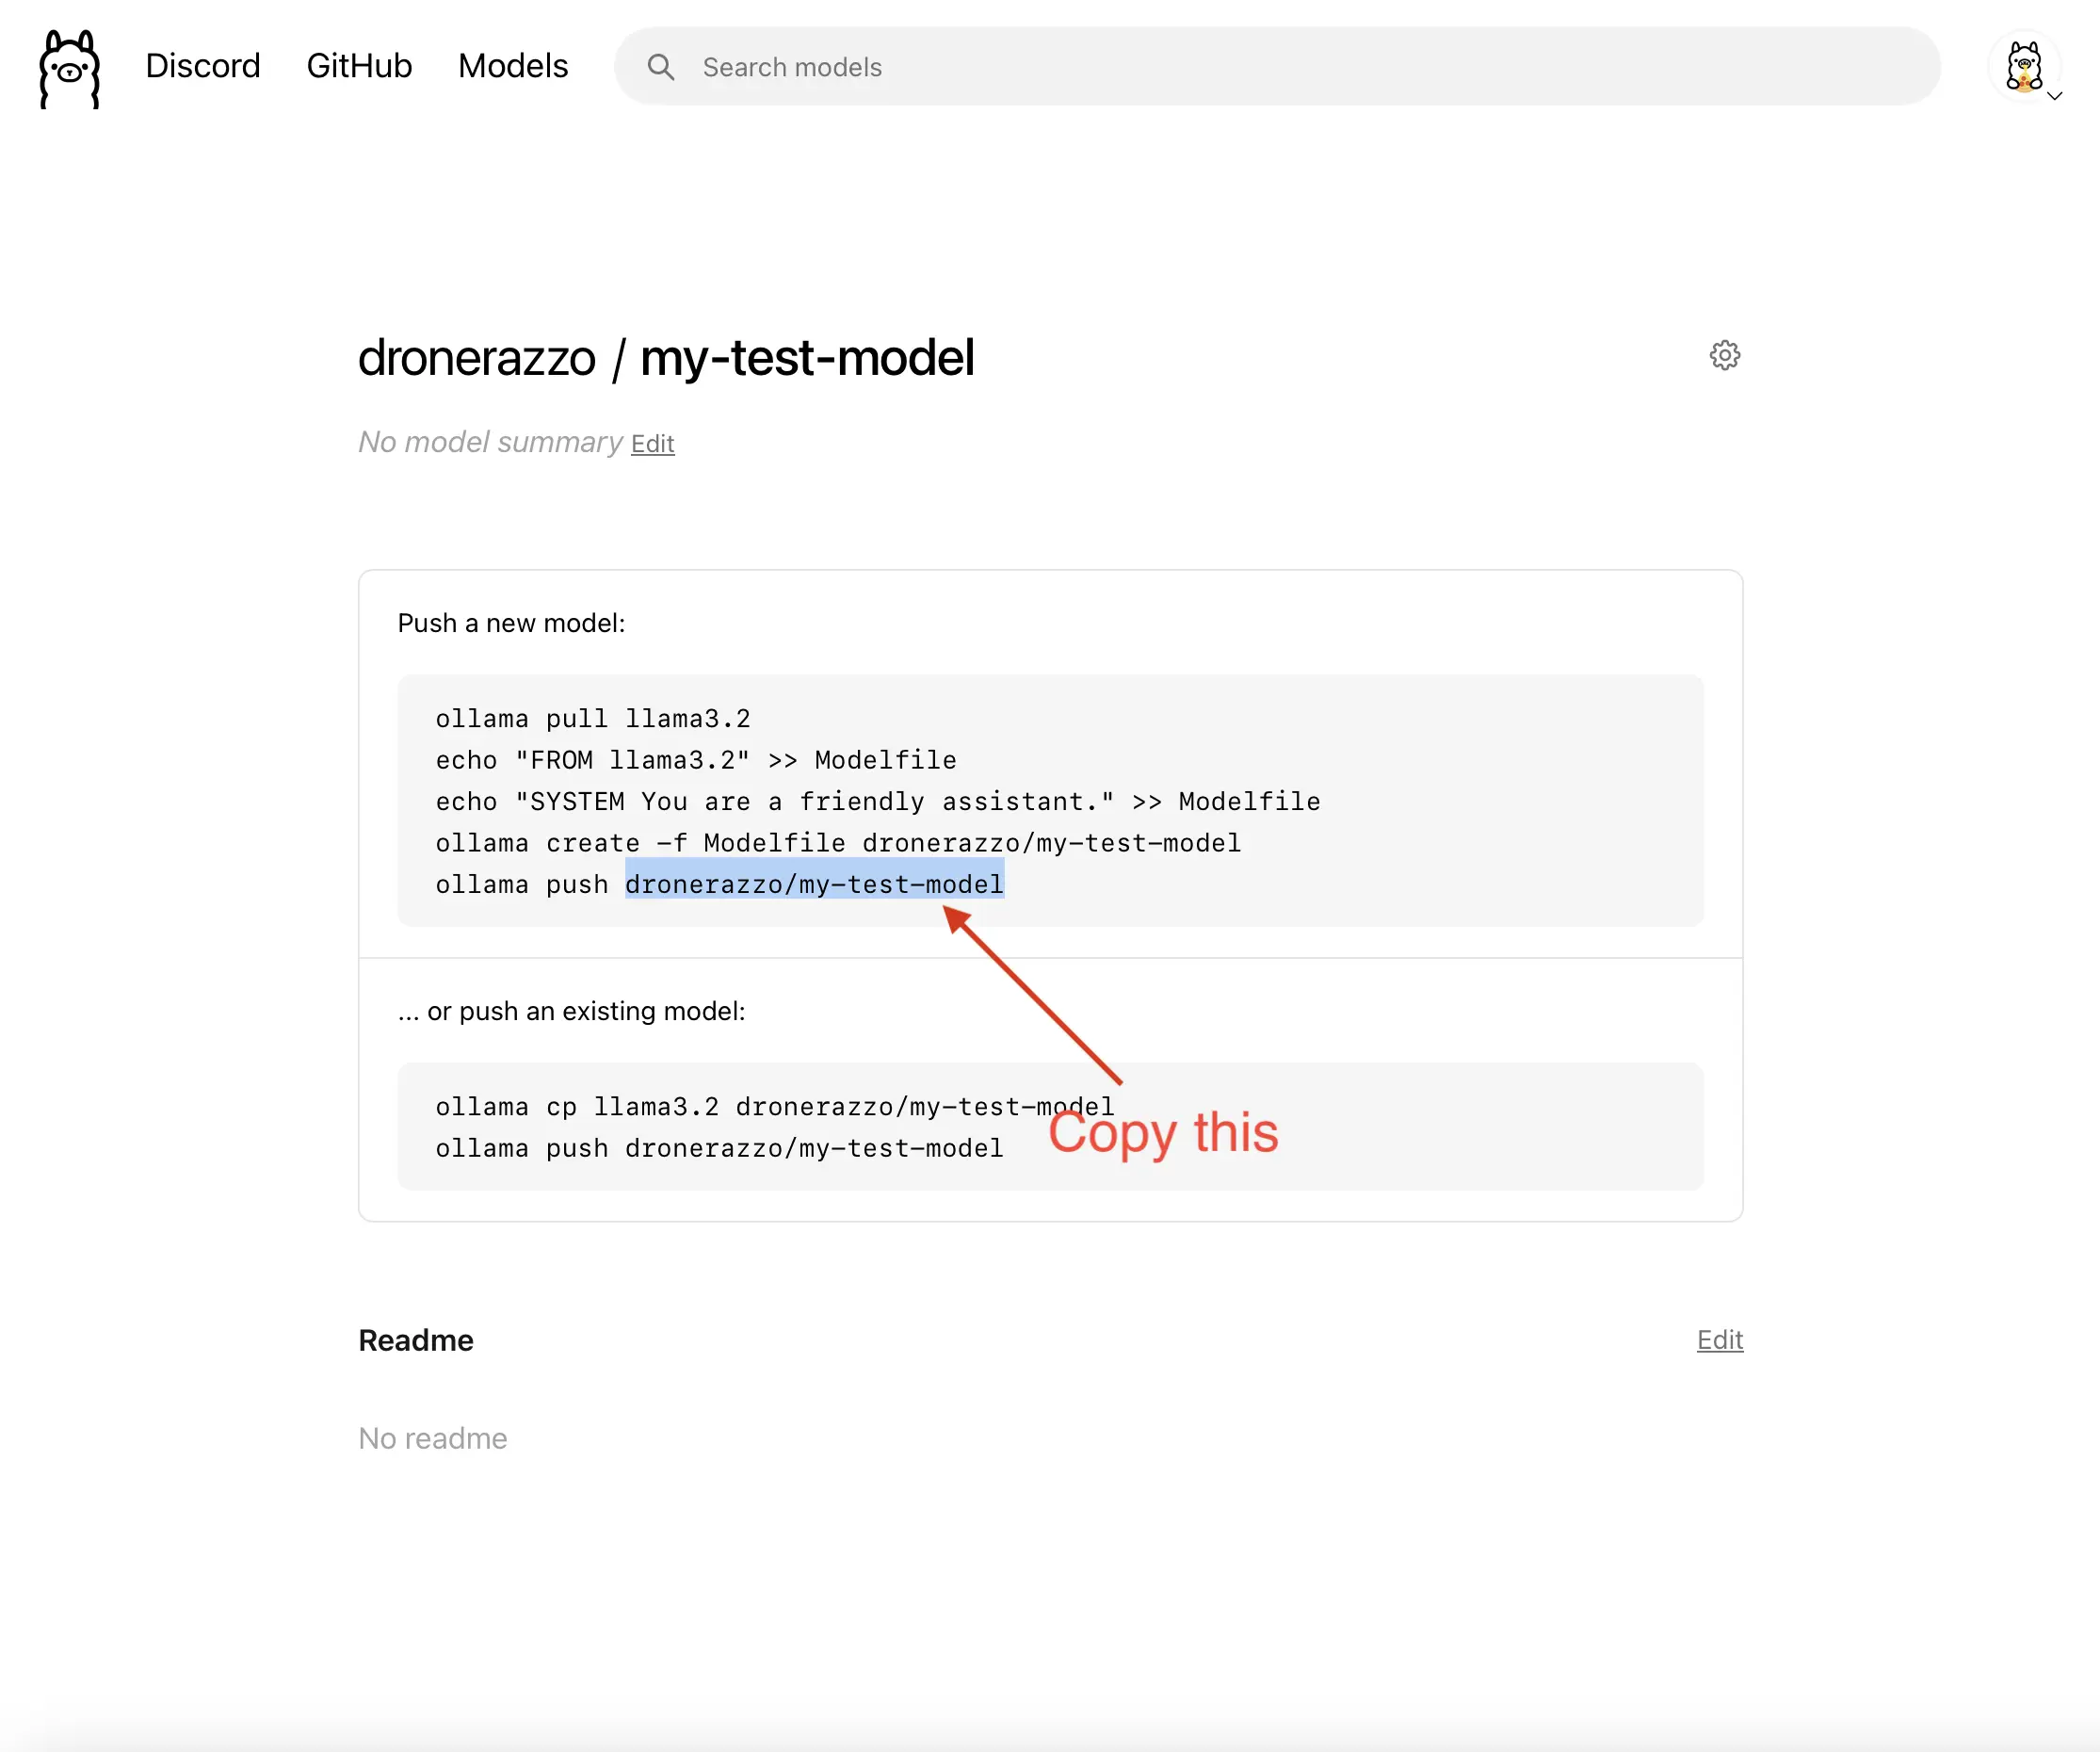 Discord GitHub Models Search models
dronerazzo / my-test-model
No model summary Edit
Push a new model:
ollama pull llama3.2
echo "FROM llama3.2" >> Modelfile
echo "SYSTEM You are a friendly assistant." >> Modelfile
ollama create -f Modelfile dronerazzo/my-test-model
ollama push dronerazzo/my-test-model
... or push an existing model:
ollama cp llama3.2 dronerazzo/my-test-model
ollama push dronerazzo/my-test-model
Copy this
Readme Edit
No readme